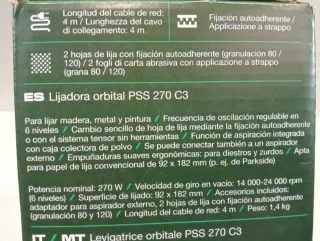 Longitud del cable de red:
4 m / Lunghezza del cavo
di collegamento: 4 m
Fijación autoadherente /
Applicazione a strappo
2 hojas de lija con fijación autoadherente (granulación 80 /
120) / 2 fogli di carta abrasiva con applicazione a strappo
(grana 80 / 120)
ES Lijadora orbital PSS 270 C3
Para lijar madera, metal y pintura / Frecuencia de oscilación regulable en
6 niveles / Cambio sencillo de hoja de lija mediante fijación autoadherente
o con el sistema tensor sin herramientas / Función de aspiración integrada
con caja colectora de polvo / Se puede conectar también a un aspirador
externo / Empuñaduras suaves ergonómicas: para diestros y zurdos / Apta
para papel de lija convencional de 92 x 182 mm (p. ej. de Parkside)
Potencia nominal: 270 W / Velocidad de giro en vacío: 14 000-24 000 rpm
(6 niveles) / Superficie de lijado: 92 x 182 mm / Accesorios incluidos:
adaptador para aspirador externo, 2 hojas de lija con fijación autoadherente
(granulación 80 y 120) / Longitud del cable de red: 4 m / Peso: 1,4 kg
IT / MT Levigatrice orbitale PSS 270 C3